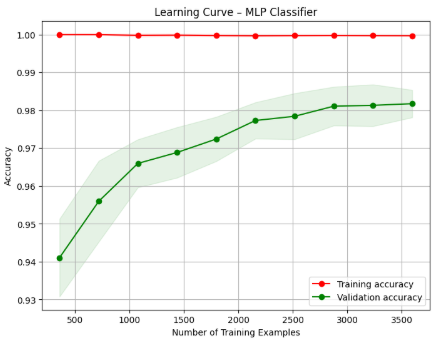 Learning Curve – MLP Classifier
1.00
0.99
0.98
0.97
0.96
0.95
0.94
0.93
Accuracy
Training accuracy
Validation accuracy
500 1000 1500 2000 2500 3000 3500
Number of Training Examples